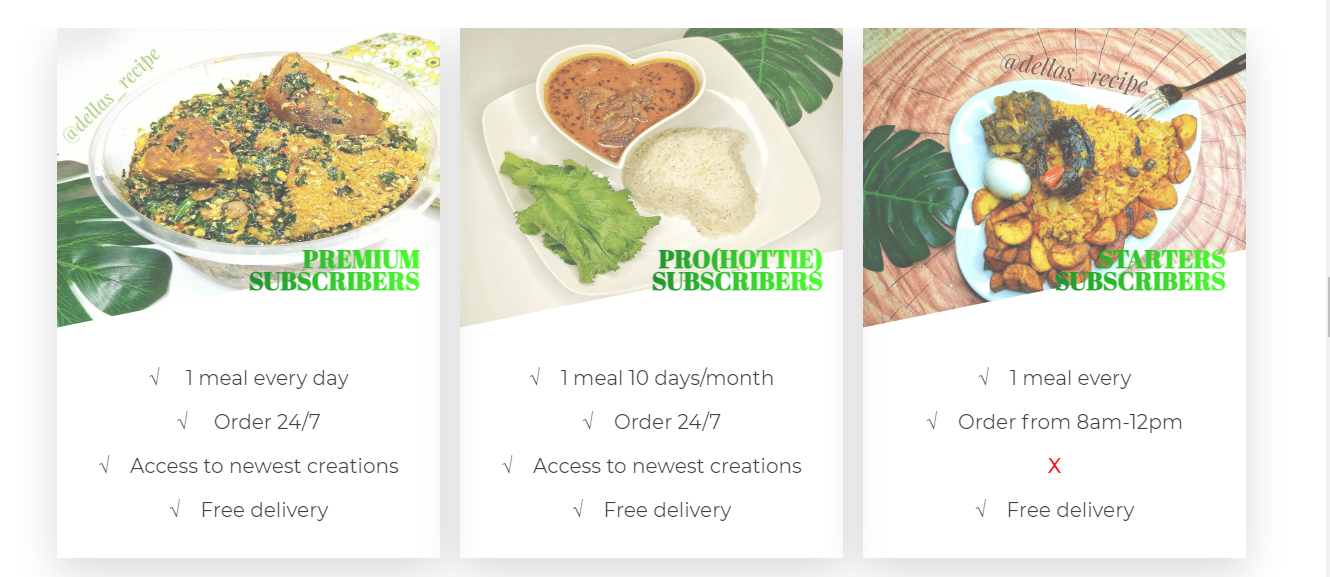 @dellas_recipe
PREMIUM
SUBSCRIBERS
√ 1 meal every day
√ Order 24/7
√ Access to newest creations
√ Free delivery
PRO(HOTTIE)
SUBSCRIBERS
√ 1 meal 10 days/month
√ Order 24/7
√ Access to newest creations
√ Free delivery
@dellas_recipe
STARTERS
SUBSCRIBERS
√ 1 meal every
√ Order from 8am-12pm
X
√ Free delivery